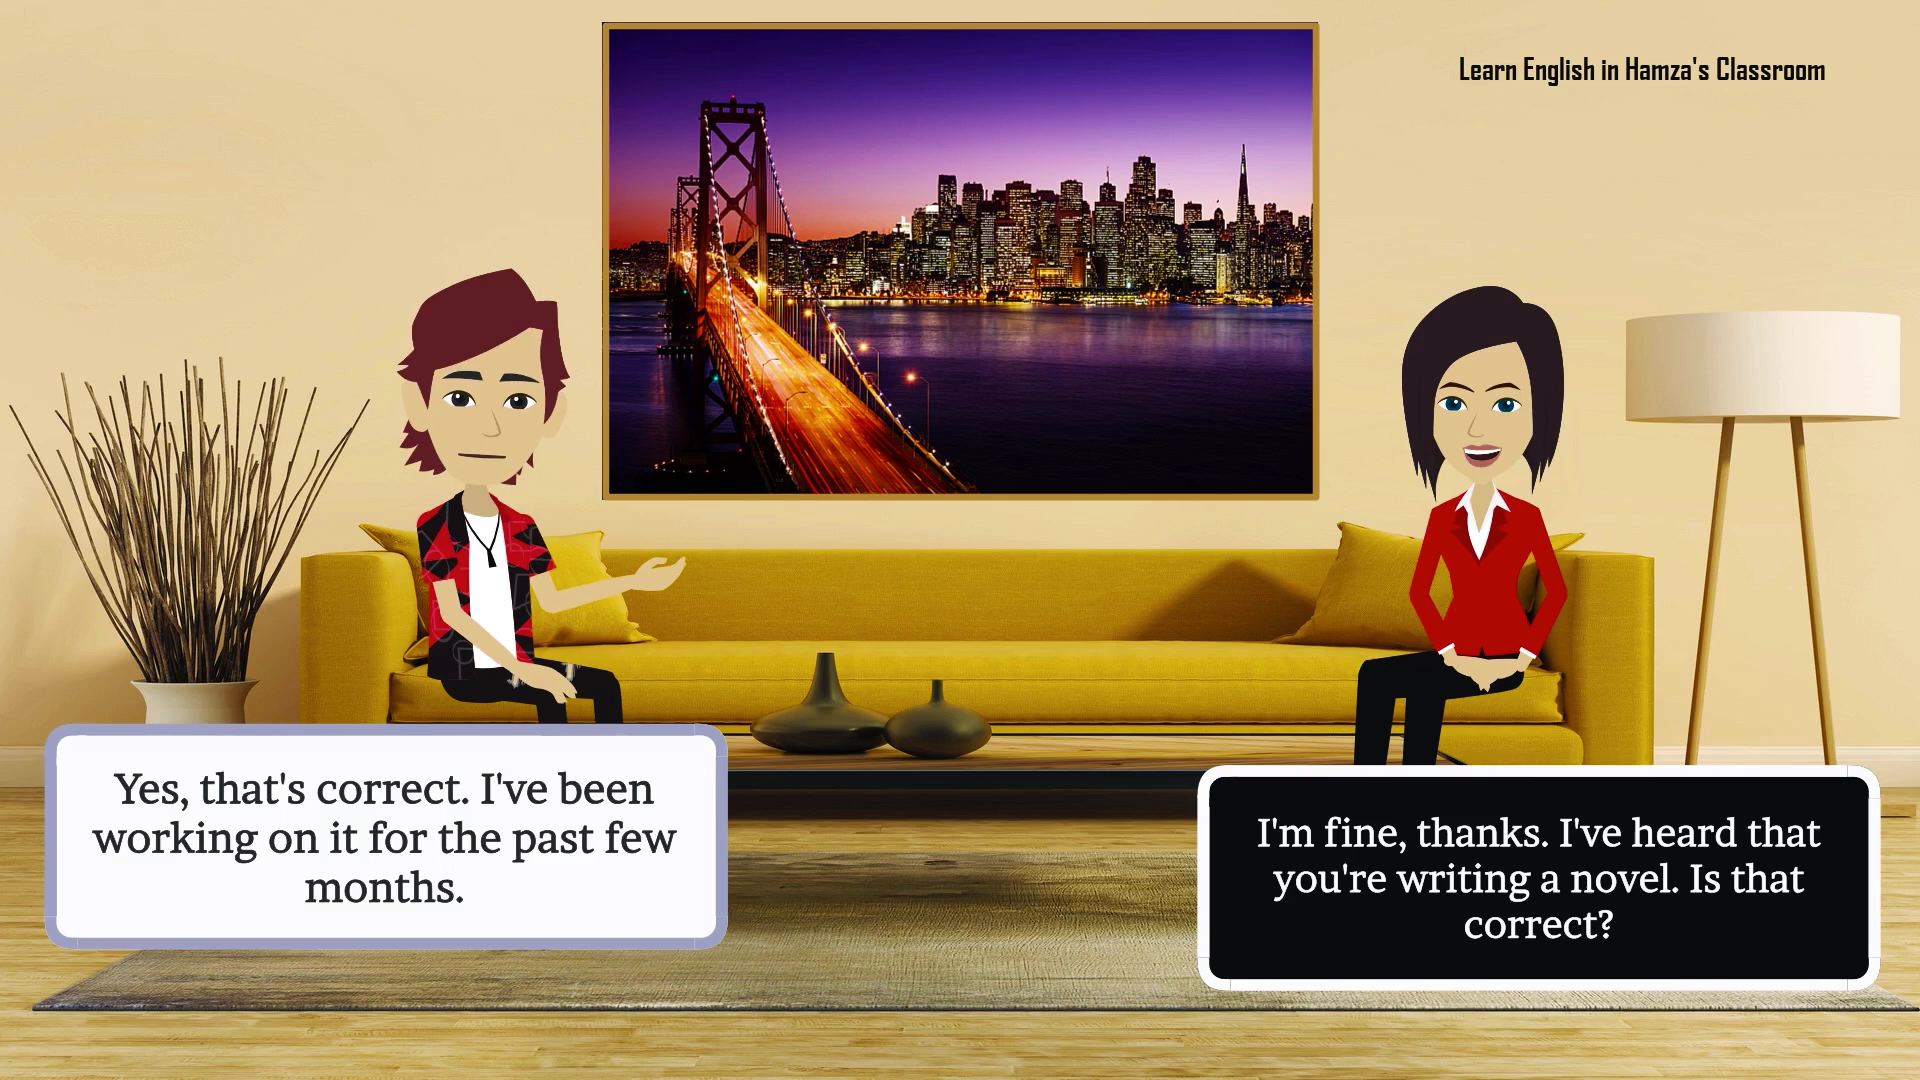 Learn English in Hamza's Classroom
Yes, that's correct. I've been
working on it for the past few
months.
I'm fine, thanks. I've heard that
you're writing a novel. Is that
correct?